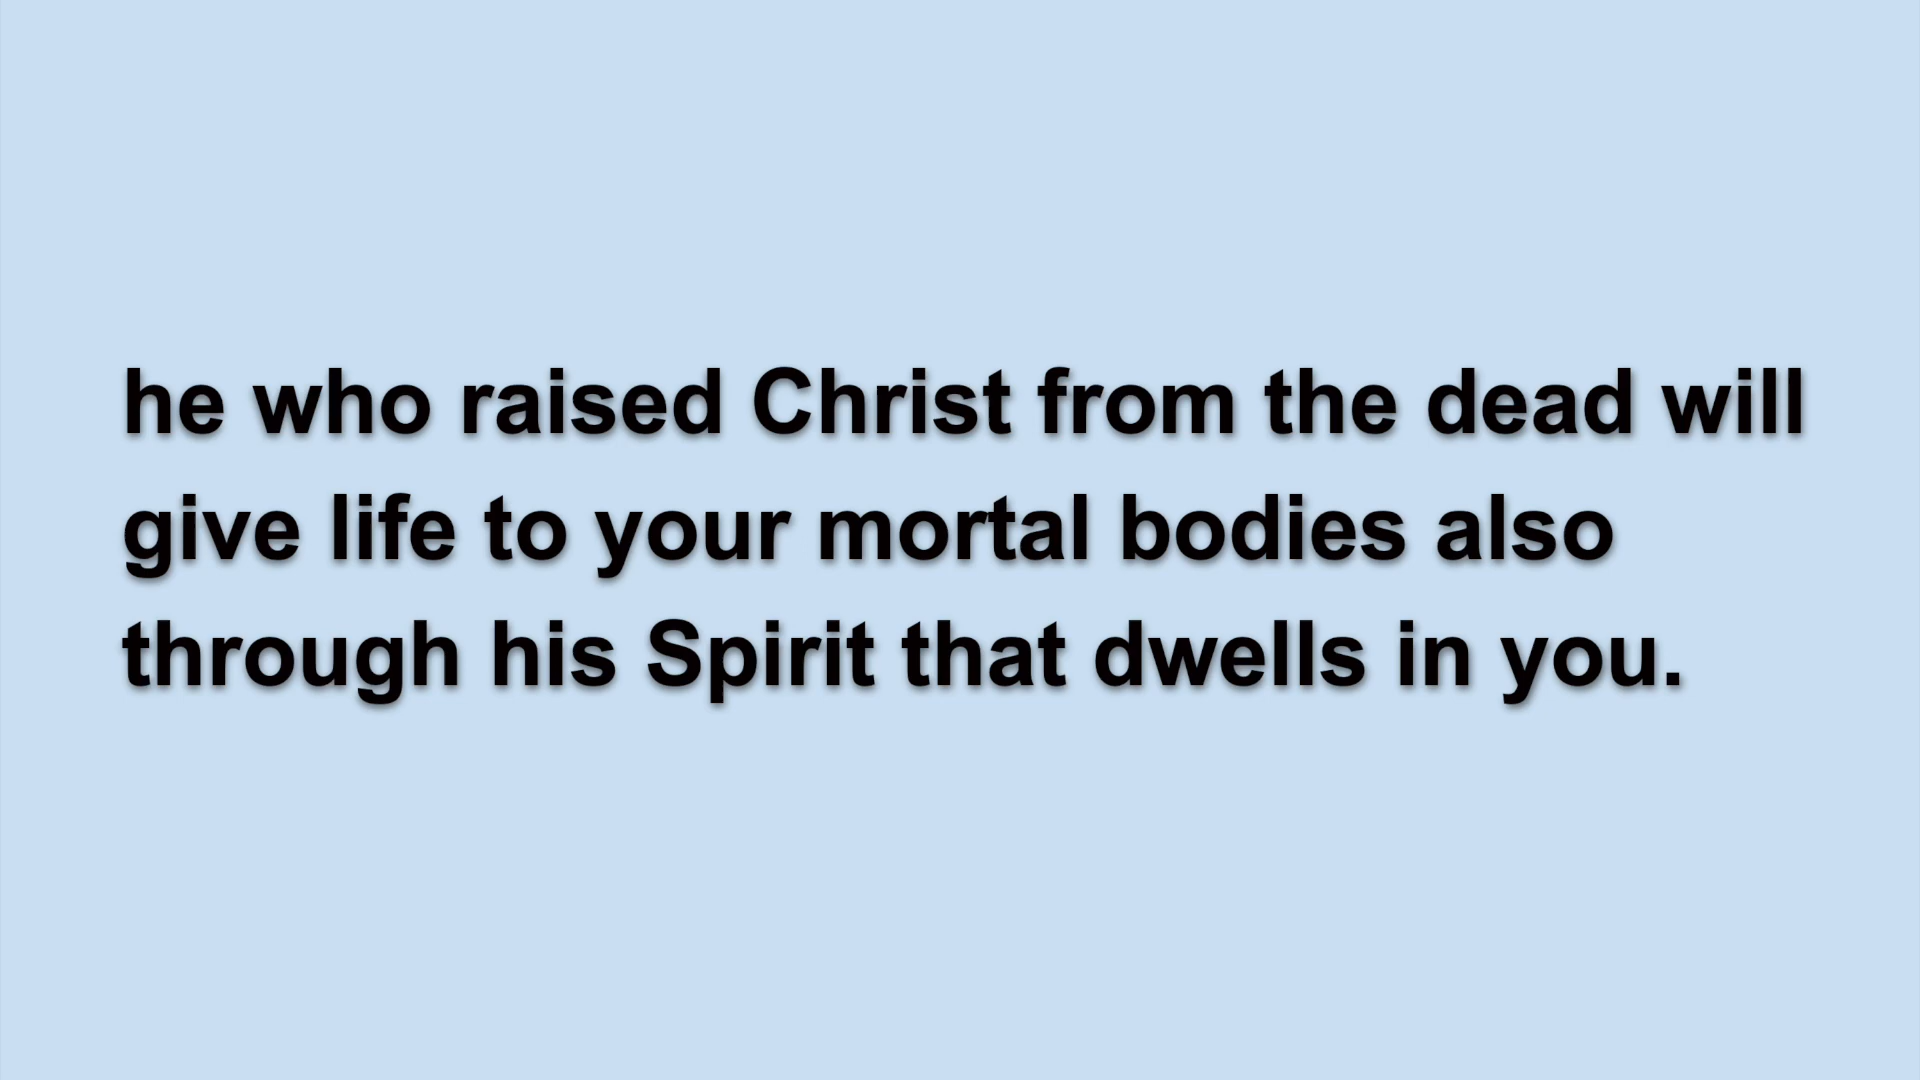 he who raised Christ from the dead will
give life to your mortal bodies also
through his Spirit that dwells in you.